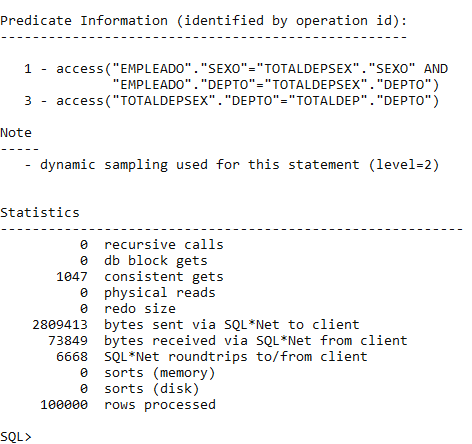 Predicate Information (identified by operation id):
---------------------------------------------------
1 - access("EMPLEADO"."SEXO"="TOTALDEPSEX"."SEXO" AND
"EMPLEADO"."DEPTO"="TOTALDEPSEX"."DEPTO")
3 - access("TOTALDEPSEX"."DEPTO"="TOTALDEP"."DEPTO")
Note
-----
- dynamic sampling used for this statement (level=2)
Statistics
----------------------------------------------------------
0 recursive calls
0 db block gets
1047 consistent gets
0 physical reads
0 redo size
2809413 bytes sent via SQL*Net to client
73849 bytes received via SQL*Net from client
6668 SQL*Net roundtrips to/from client
0 sorts (memory)
0 sorts (disk)
100000 rows processed
SQL>